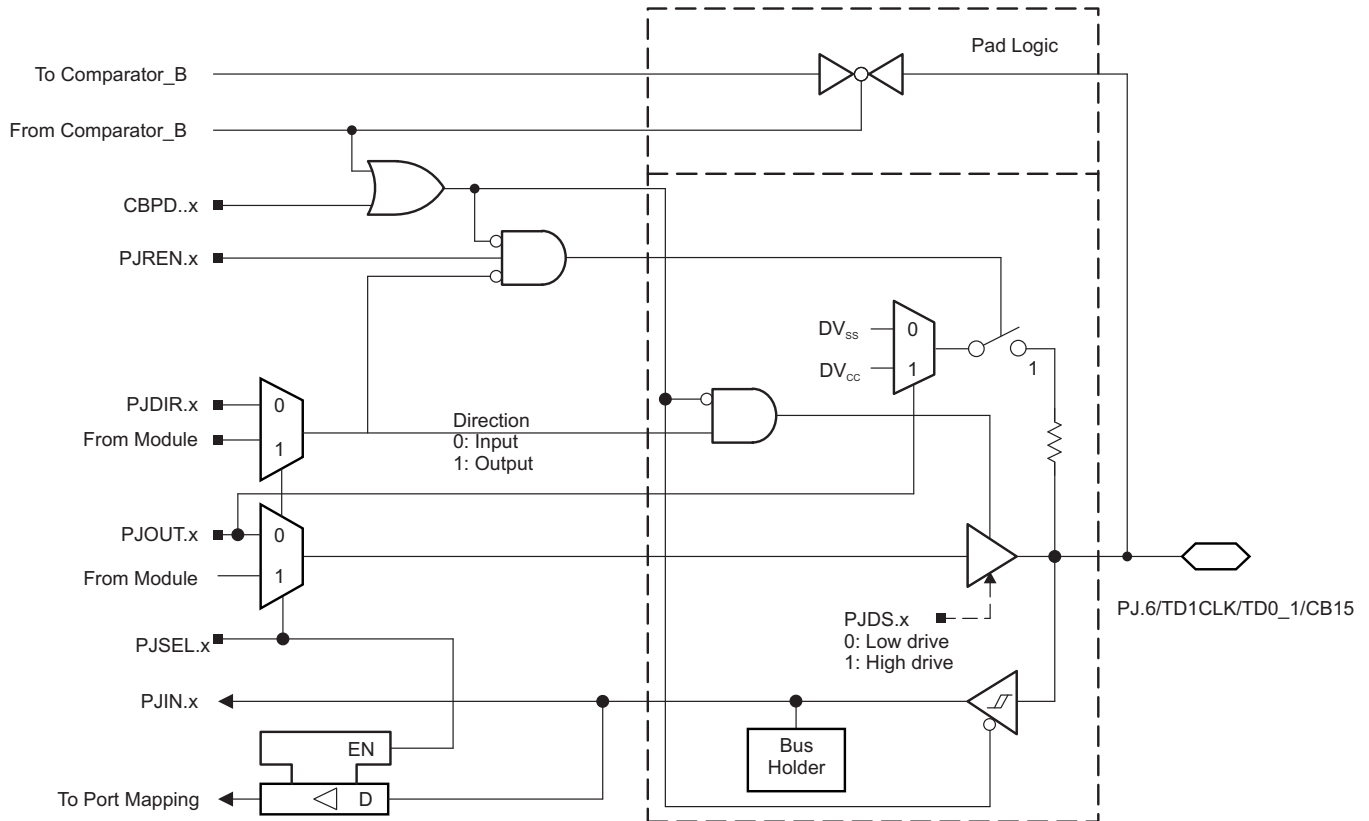 Pad Logic
To Comparator_B
From Comparator_B
CBPD..x
PJREN.x
DVSS
0
DVCC
1
1
PJDIR.x
0
From Module
1
Direction
0: Input
1: Output
PJOUT.x
0
From Module
1
PJSEL.x
PJDS.x
0: Low drive
1: High drive
PJ.6/TD1CLK/TD0_1/CB15
PJIN.x
Bus
Holder
EN
To Port Mapping
D